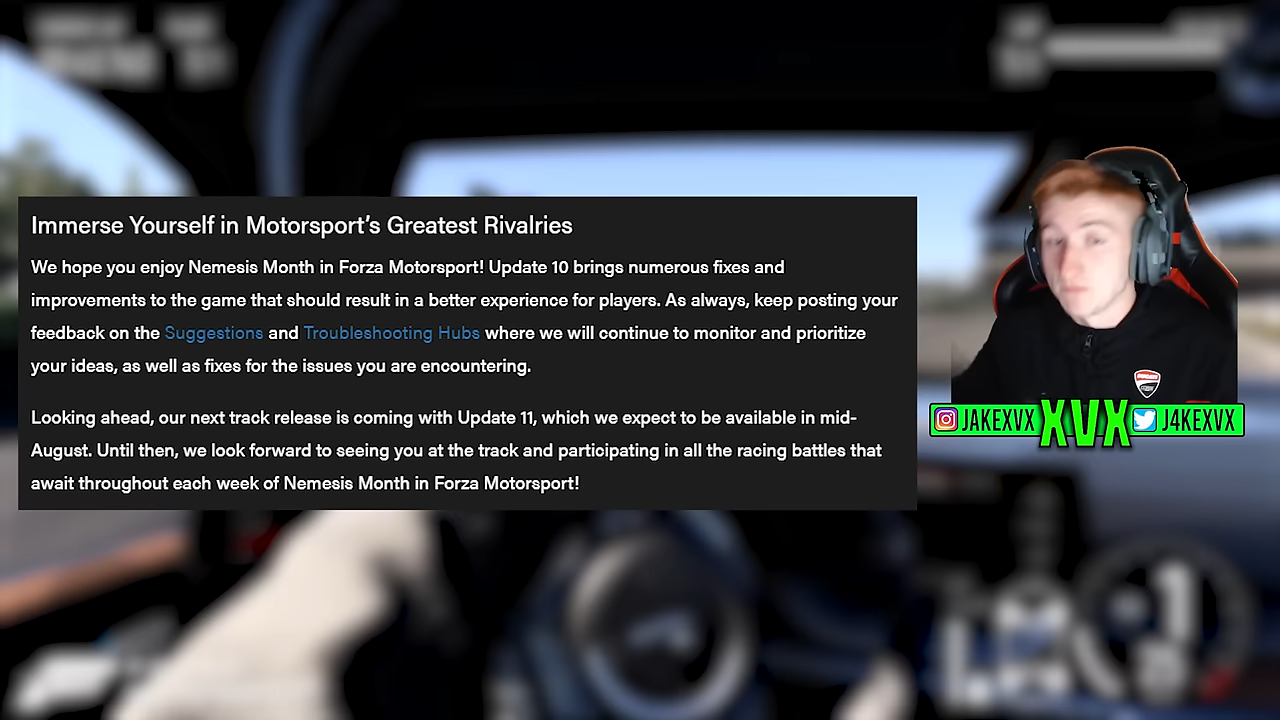 Immerse Yourself in Motorsport's Greatest Rivalries
We hope you enjoy Nemesis Month in Forza Motorsport! Update 10 brings numerous fixes and
improvements to the game that should result in a better experience for players. As always, keep posting your
feedback on the Suggestions and Troubleshooting Hubs where we will continue to monitor and prioritize
your ideas, as well as fixes for the issues you are encountering.
Looking ahead, our next track release is coming with Update 11, which we expect to be available in mid-
August. Until then, we look forward to seeing you at the track and participating in all the racing battles that
await throughout each week of Nemesis Month in Forza Motorsport!
JAKEXVX XVX J4KEXVX